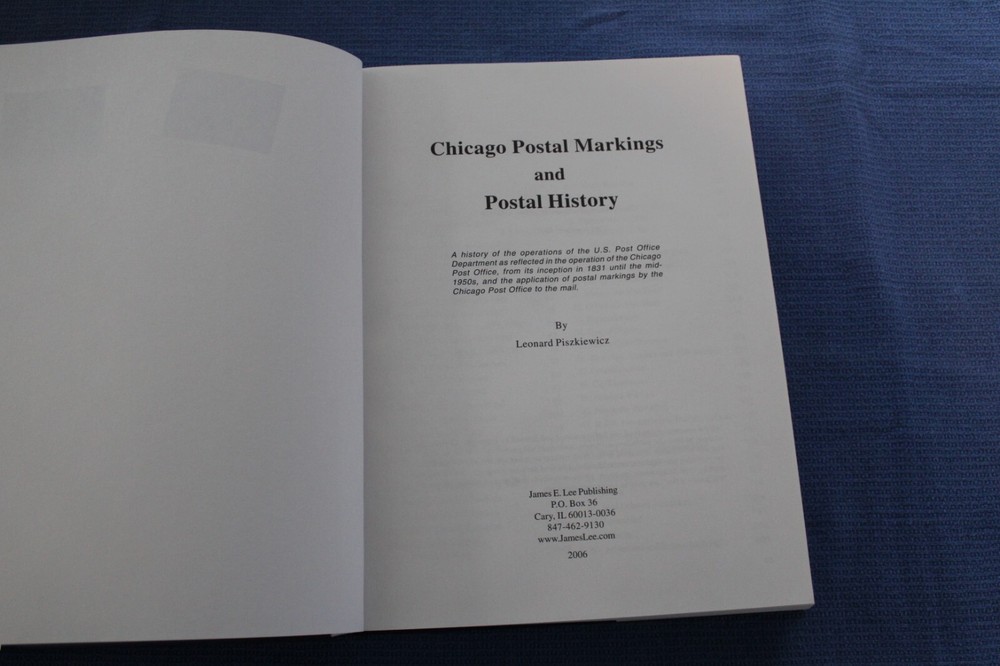 Chicago Postal Markings
and
Postal History
A history of the operations of the U.S. Post Office
Department as reflected in the operation of the Chicago
Post Office, from its inception in 1831 until the mid-
1950s, and the application of postal markings by the
Chicago Post Office to the mail.
By
Leonard Piszkiewicz
James E. Lee Publishing
P.O. Box 36
Cary, IL 60013-0036
847-462-9130
www.JamesLee.com
2006